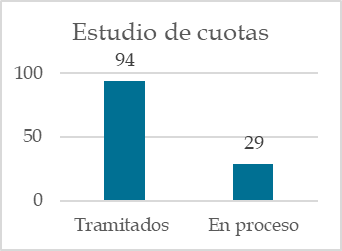 Estudio de cuotas
94
100
29
50
0
Tramitados En proceso